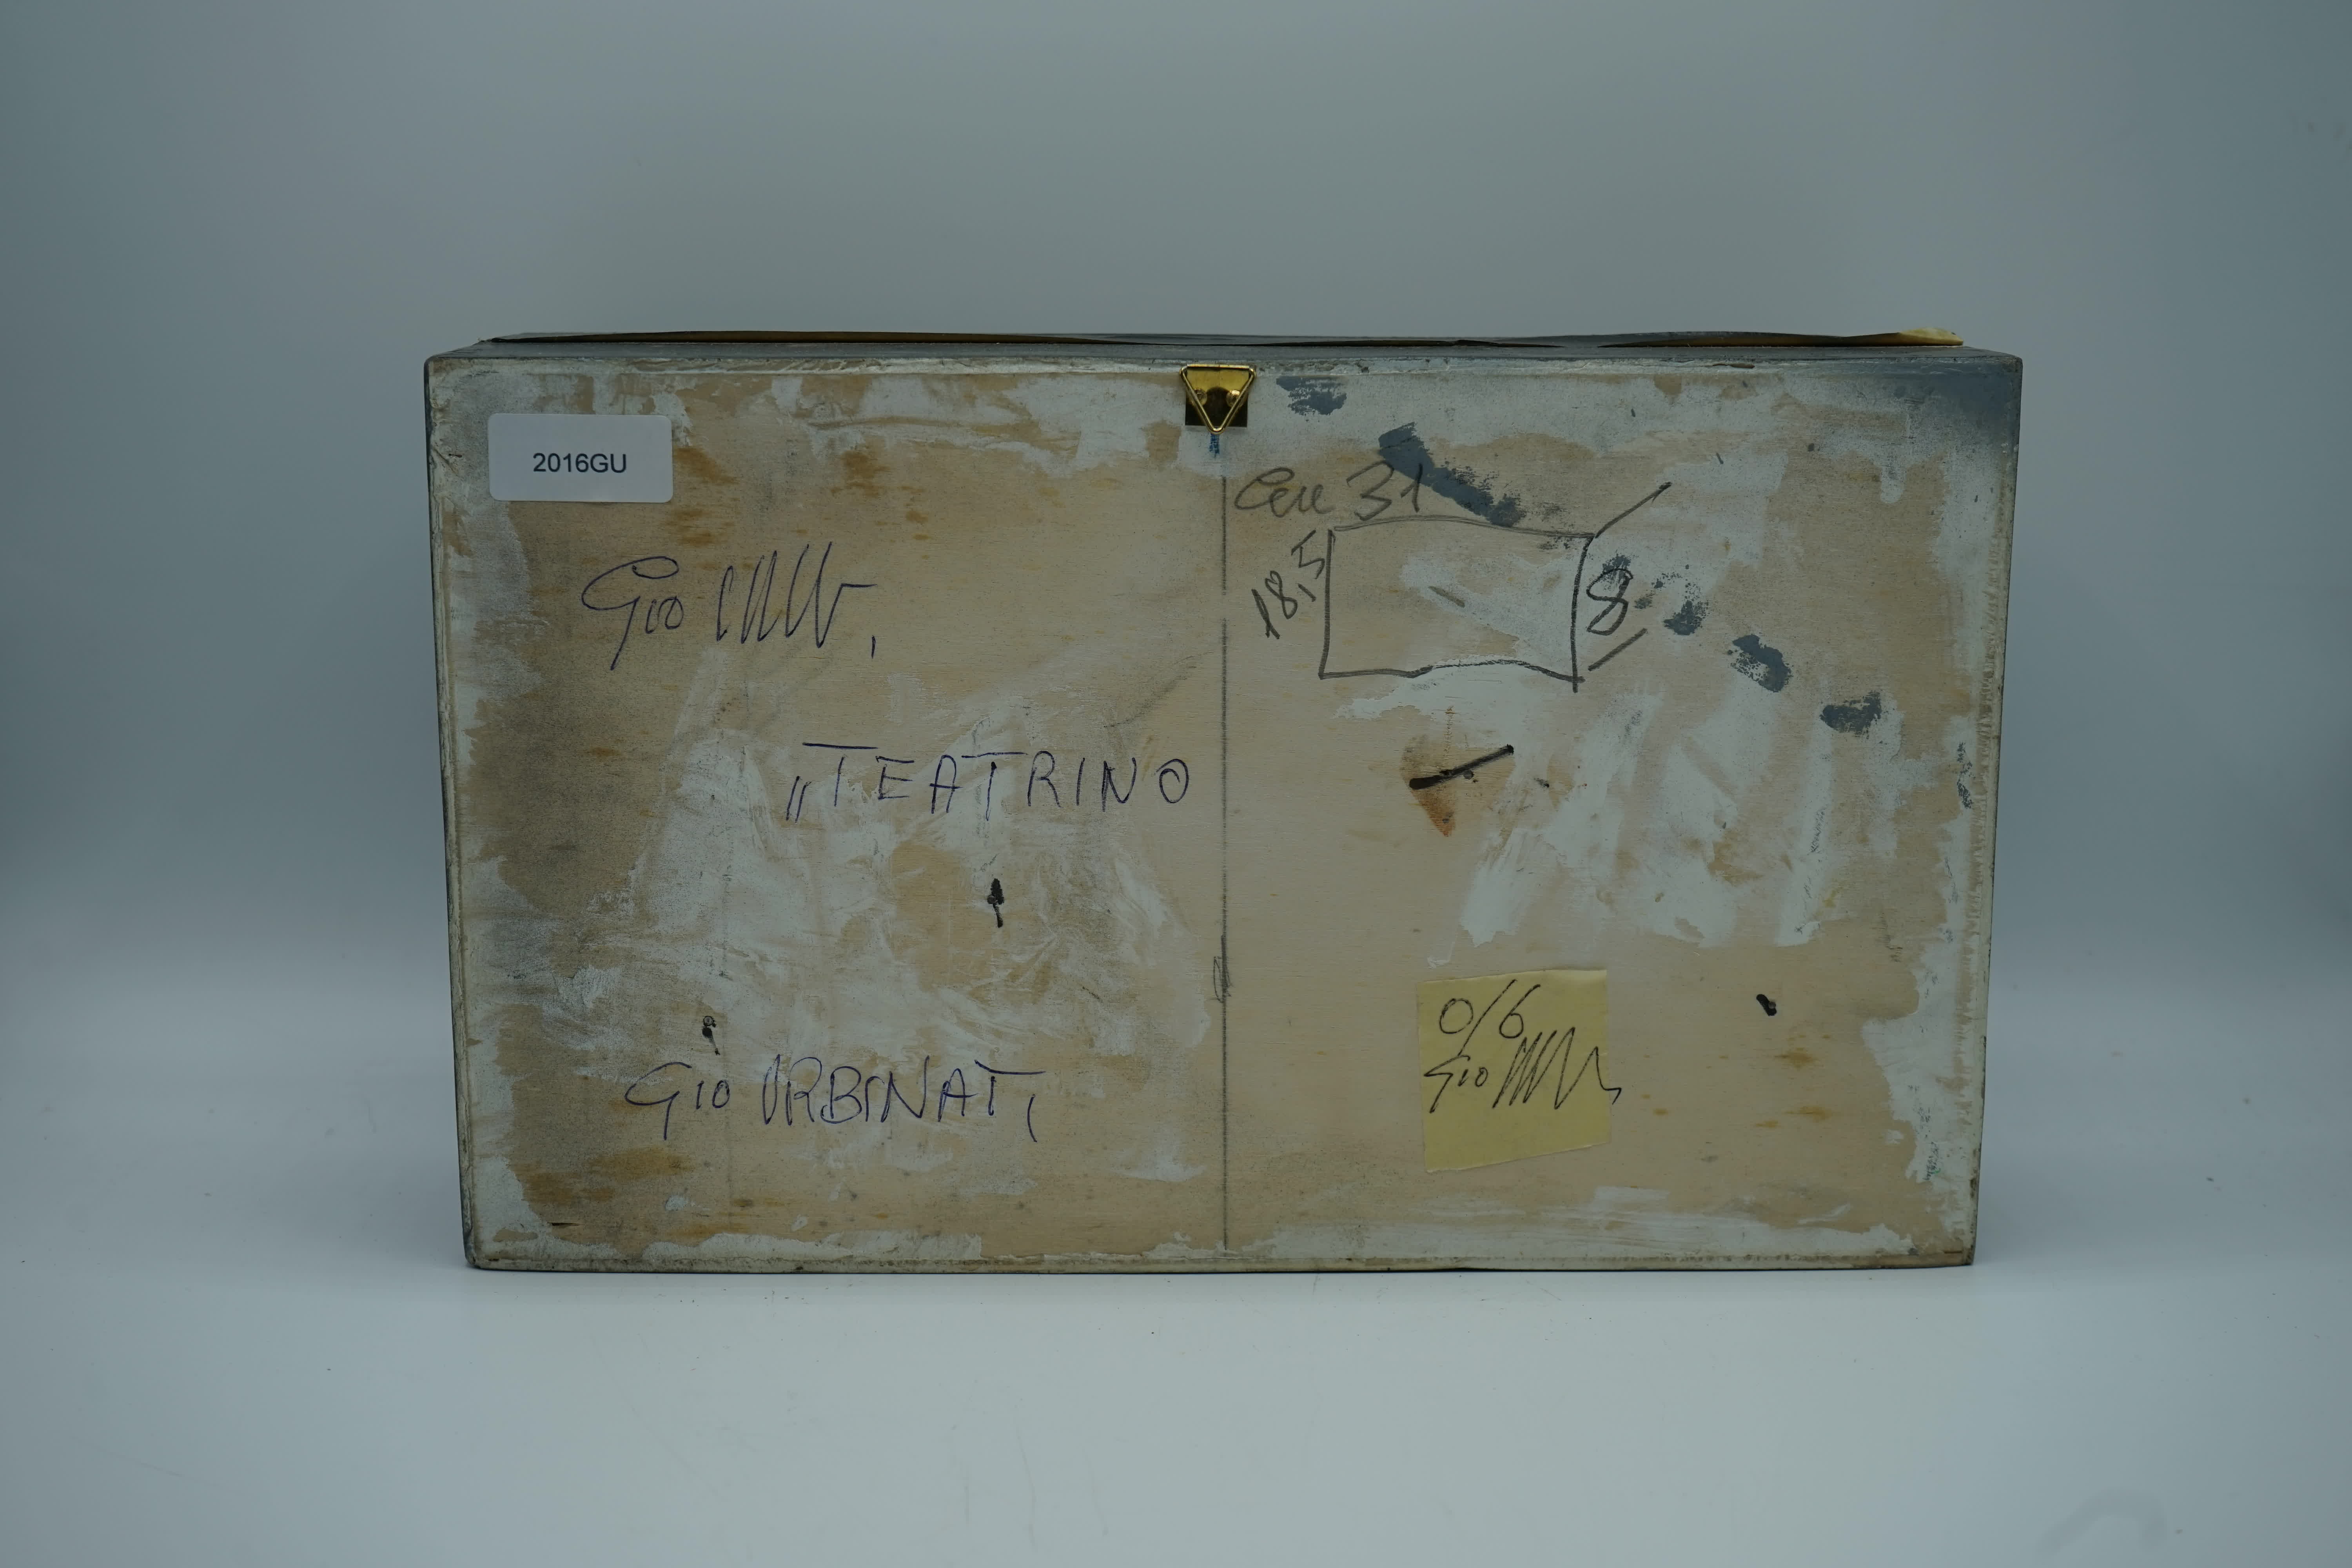 2016GU
Cm 31
18,5
8
Gio
"TEATRINO
Gio URBINATI
0/6
Gio